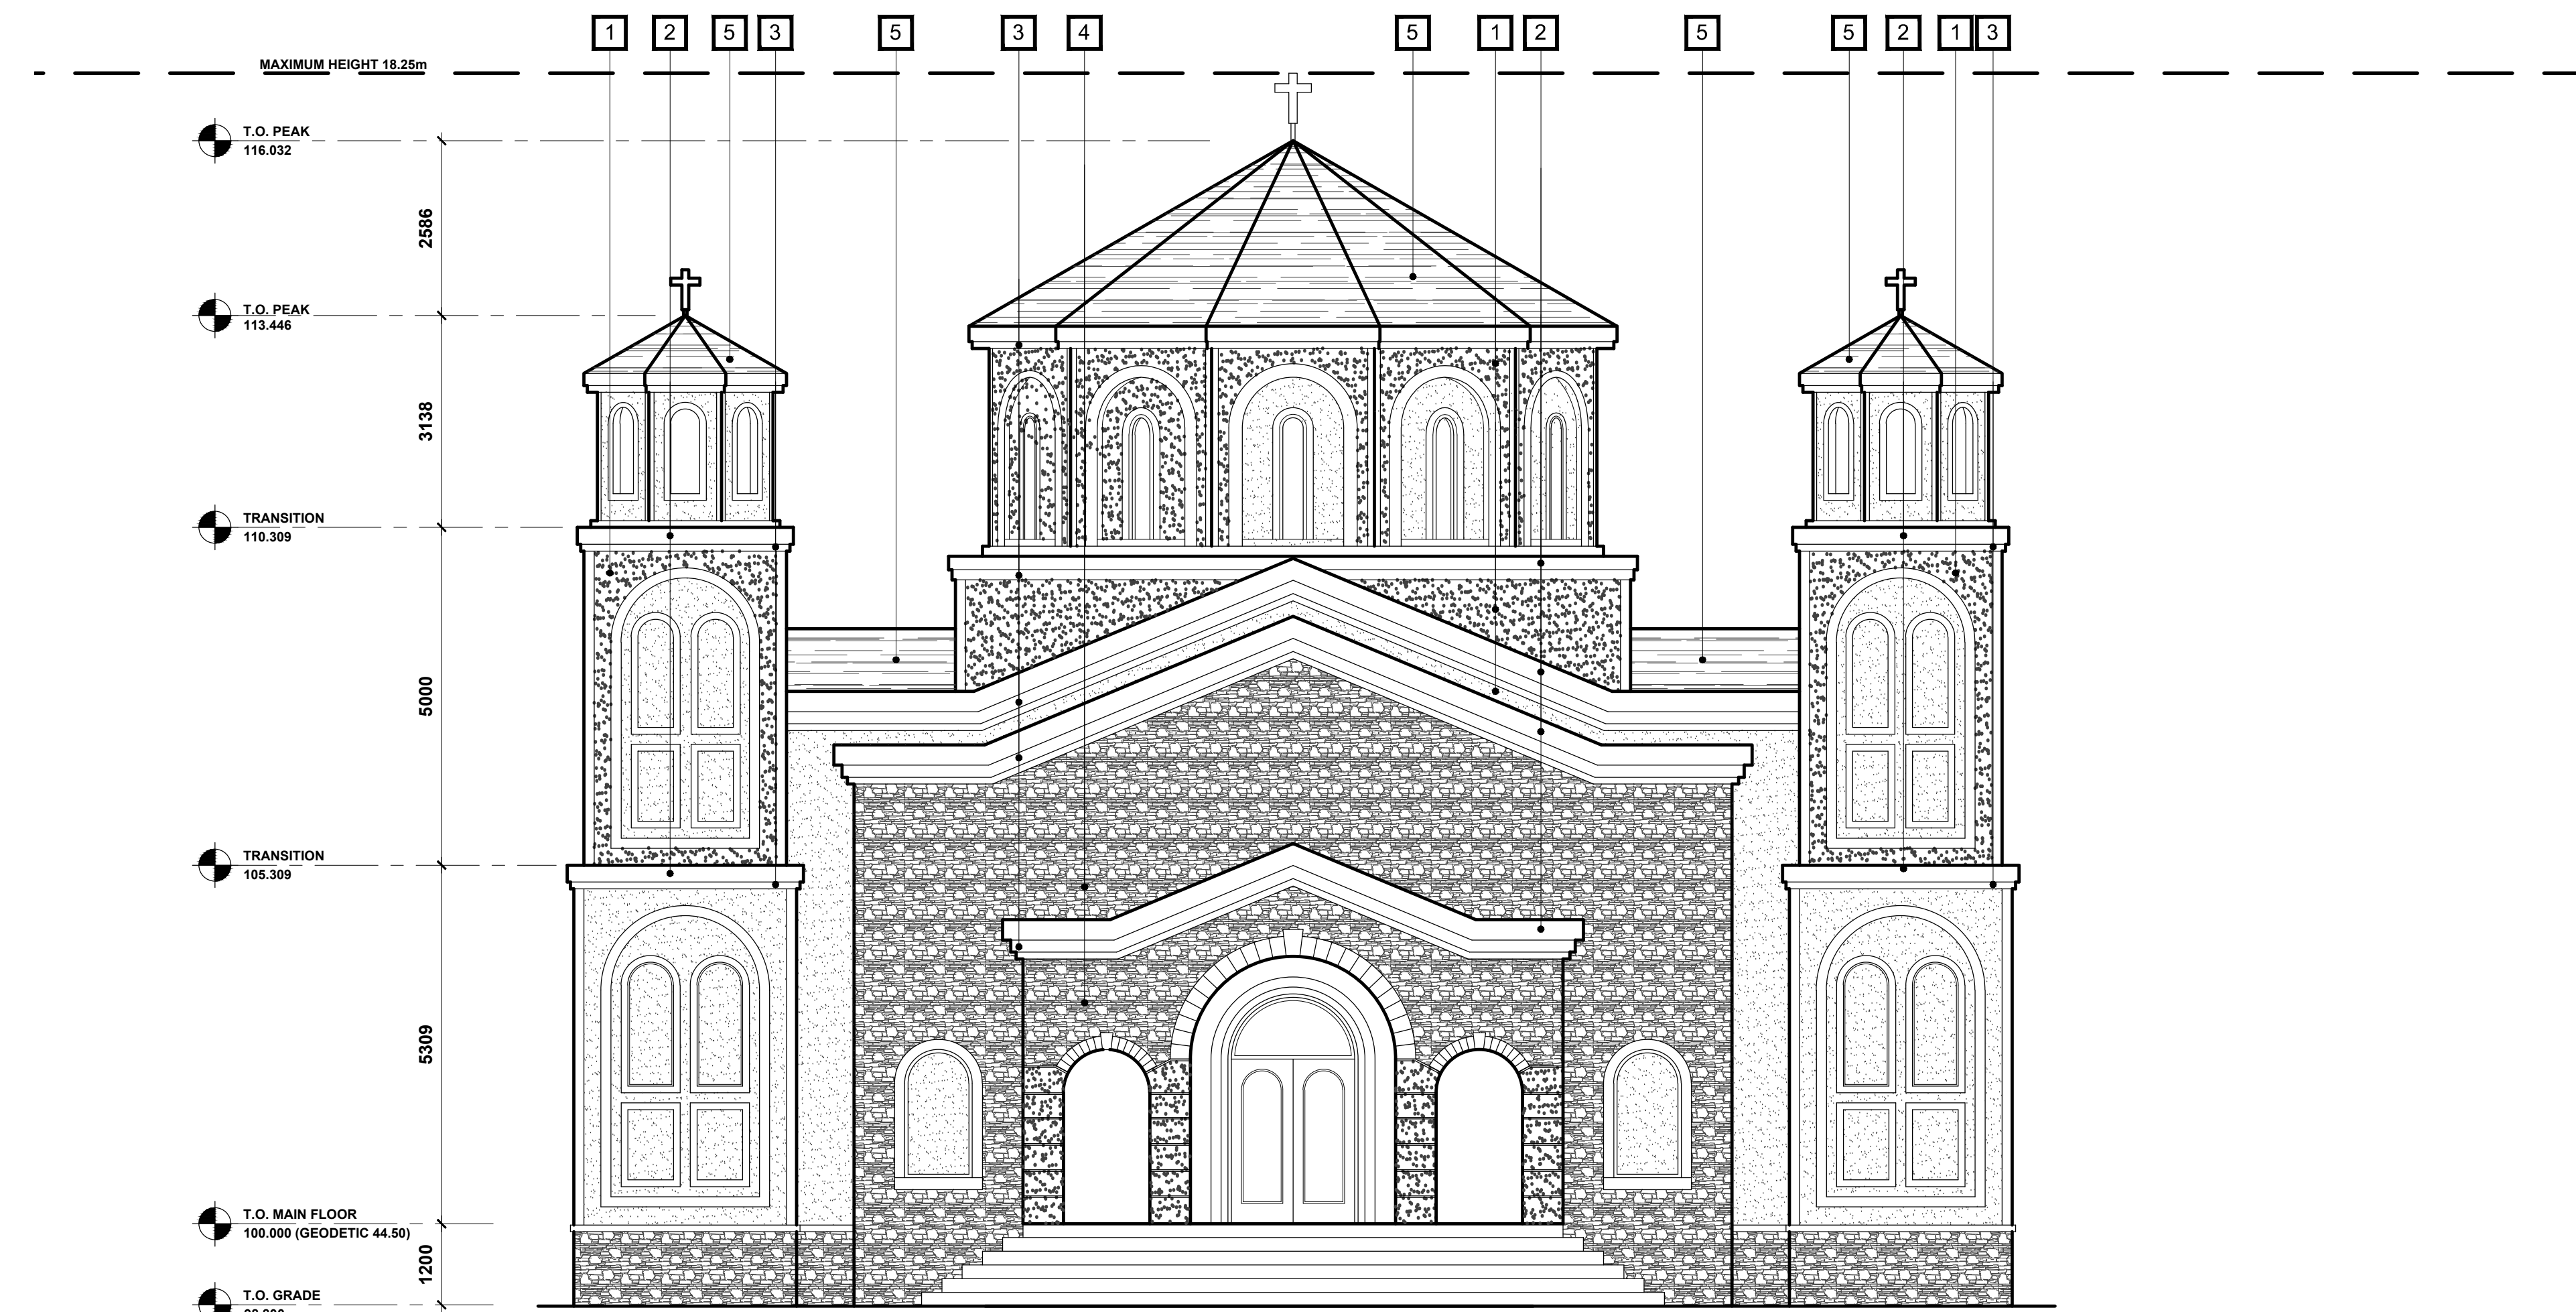 1 2 5 3 5 3 4 5 1 2 5 5 2 1 3
MAXIMUM HEIGHT 18.25m
T.O. PEAK
116.032
2586
T.O. PEAK
113.446
3138
TRANSITION
110.309
5000
TRANSITION
105.309
5309
T.O. MAIN FLOOR
100.000 (GEODETIC 44.50)
1200
T.O. GRADE